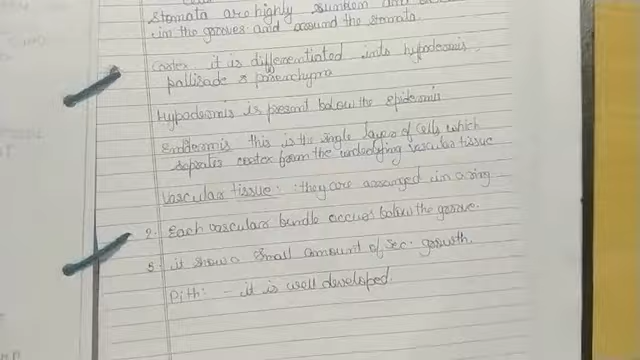 stomata are highly sunken and
in the grooves and around the stomata.
Cortex it is differentiated into hypodermis,
pallisade & parenchyma
Hypodermis is present below the epidermis
Endodermis this is the single layer of cells which
seprates cortex from the underlying vascular tissue
Vascular tissue : they are arranged in a ring
2. Each vascular bundle occurs below the groove.
3. it shows small amount of sec. growth.
Pith: - it is well developed.